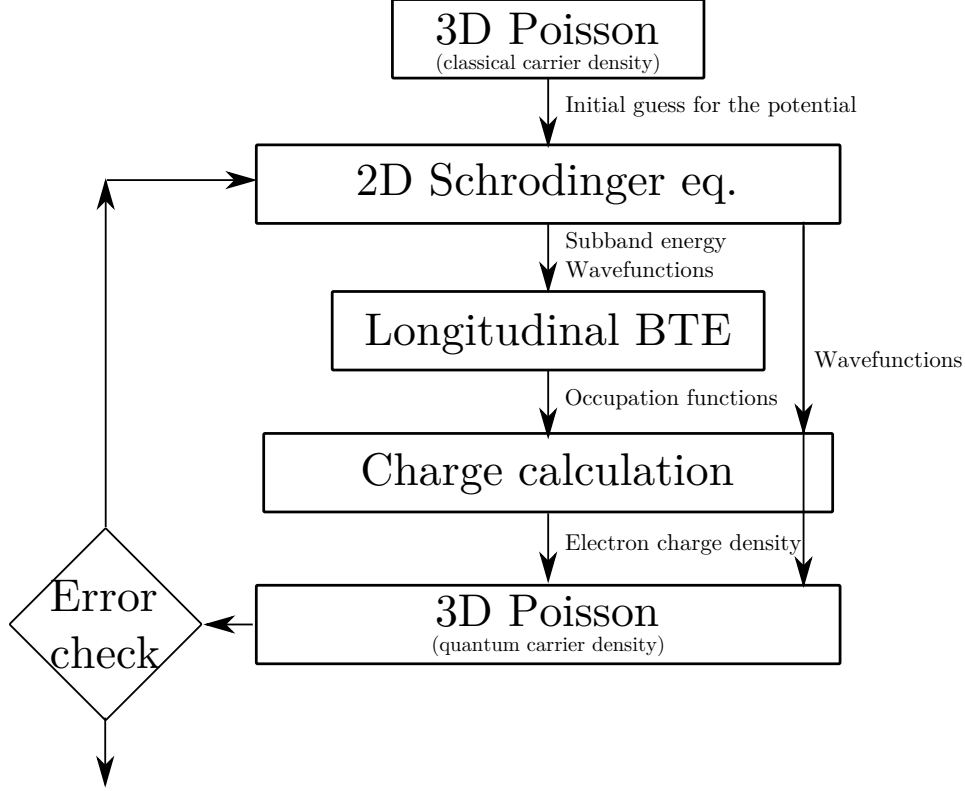 3D Poisson
(classical carrier density)
Initial guess for the potential
2D Schrodinger eq.
Subband energy
Wavefunctions
Longitudinal BTE
Wavefunctions
Occupation functions
Charge calculation
Electron charge density
3D Poisson
(quantum carrier density)
Error
check